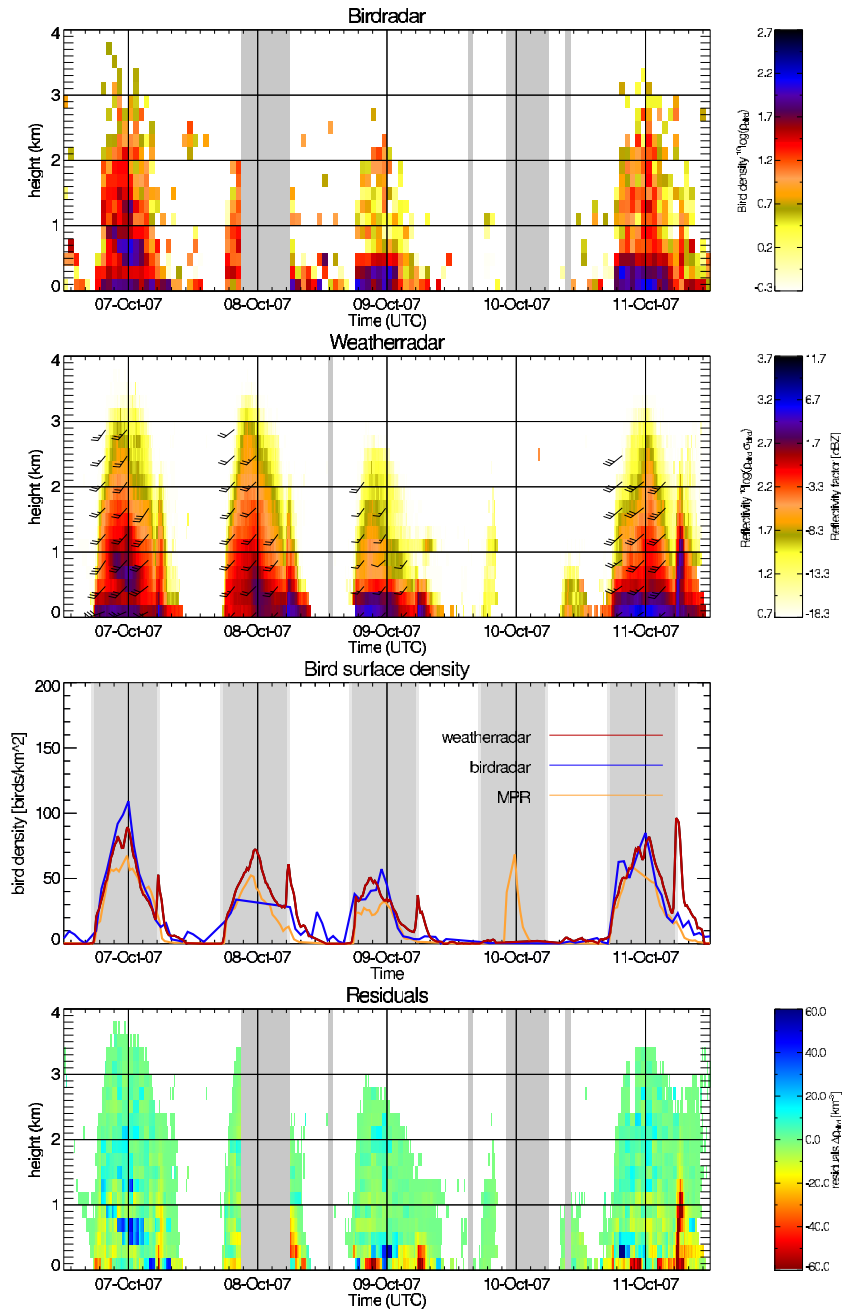 Birdradar
4
3
2
1
0
height (km)
07-Oct-07 08-Oct-07 09-Oct-07 10-Oct-07 11-Oct-07
Time (UTC)
2.7
2.2
1.7
1.2
0.7
0.2
-0.3
Bird density ¹⁰log(ρbird)
Weatherradar
4
3
2
1
0
height (km)
07-Oct-07 08-Oct-07 09-Oct-07 10-Oct-07 11-Oct-07
Time (UTC)
3.7 11.7
3.2 6.7
2.7 1.7
2.2 -3.3
1.7 -8.3
1.2 -13.3
0.7 -18.3
Reflectivity ¹⁰log(ρbird σbird)
Reflectivity factor [dBZ]
Bird surface density
200
150
100
50
0
bird density [birds/km^2]
weatherradar
birdradar
MPR
07-Oct-07 08-Oct-07 09-Oct-07 10-Oct-07 11-Oct-07
Time
Residuals
4
3
2
1
0
height (km)
07-Oct-07 08-Oct-07 09-Oct-07 10-Oct-07 11-Oct-07
Time (UTC)
60.0
40.0
20.0
0.0
-20.0
-40.0
-60.0
residuals Δρbird [km⁻³]